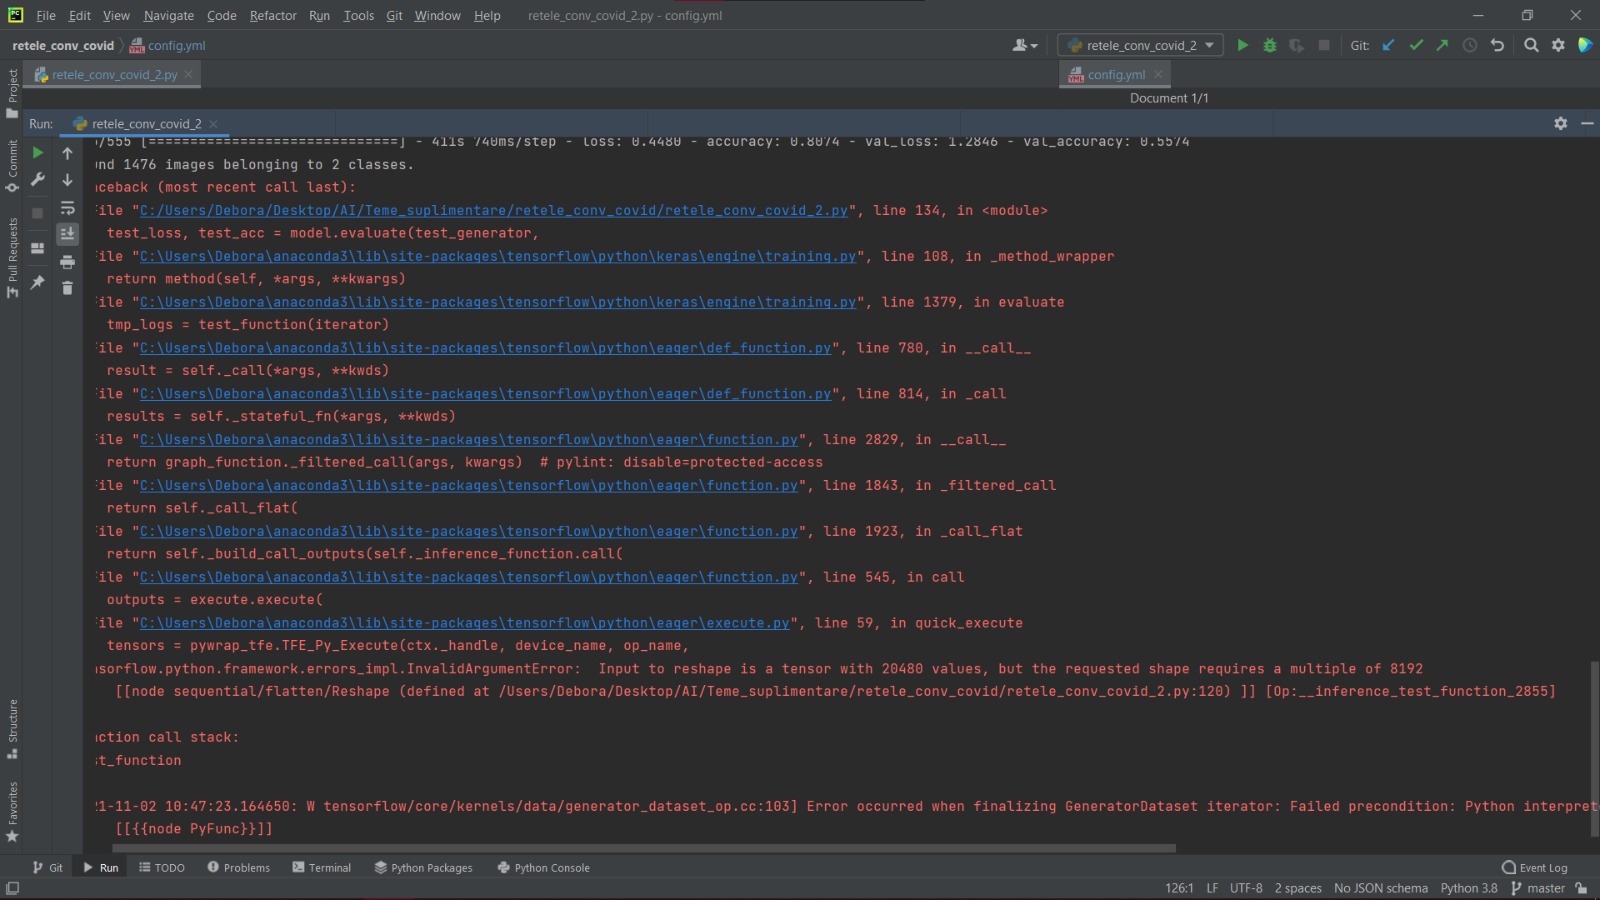 File Edit View Navigate Code Refactor Run Tools Git Window Help retele_conv_covid_2.py - config.yml
retele_conv_covid config.yml retele_conv_covid_2 Git:
retele_conv_covid_2.py config.yml
Document 1/1
Run: retele_conv_covid_2
/555 [==============================] - 411s 740ms/step - loss: 0.4480 - accuracy: 0.8074 - val_loss: 1.2846 - val_accuracy: 0.5574
nd 1476 images belonging to 2 classes.
aceback (most recent call last):
File "C:/Users/Debora/Desktop/AI/Teme_suplimentare/retele_conv_covid/retele_conv_covid_2.py", line 134, in <module>
test_loss, test_acc = model.evaluate(test_generator,
File "C:\Users\Debora\anaconda3\lib\site-packages\tensorflow\python\keras\engine\training.py", line 108, in _method_wrapper
return method(self, *args, **kwargs)
File "C:\Users\Debora\anaconda3\lib\site-packages\tensorflow\python\keras\engine\training.py", line 1379, in evaluate
tmp_logs = test_function(iterator)
File "C:\Users\Debora\anaconda3\lib\site-packages\tensorflow\python\eager\def_function.py", line 780, in __call__
result = self._call(*args, **kwds)
File "C:\Users\Debora\anaconda3\lib\site-packages\tensorflow\python\eager\def_function.py", line 814, in _call
results = self._stateful_fn(*args, **kwds)
File "C:\Users\Debora\anaconda3\lib\site-packages\tensorflow\python\eager\function.py", line 2829, in __call__
return graph_function._filtered_call(args, kwargs)  # pylint: disable=protected-access
File "C:\Users\Debora\anaconda3\lib\site-packages\tensorflow\python\eager\function.py", line 1843, in _filtered_call
return self._call_flat(
File "C:\Users\Debora\anaconda3\lib\site-packages\tensorflow\python\eager\function.py", line 1923, in _call_flat
return self._build_call_outputs(self._inference_function.call(
File "C:\Users\Debora\anaconda3\lib\site-packages\tensorflow\python\eager\function.py", line 545, in call
outputs = execute.execute(
File "C:\Users\Debora\anaconda3\lib\site-packages\tensorflow\python\eager\execute.py", line 59, in quick_execute
tensors = pywrap_tfe.TFE_Py_Execute(ctx._handle, device_name, op_name,
nsorflow.python.framework.errors_impl.InvalidArgumentError:  Input to reshape is a tensor with 20480 values, but the requested shape requires a multiple of 8192
[[node sequential/flatten/Reshape (defined at /Users/Debora/Desktop/AI/Teme_suplimentare/retele_conv_covid/retele_conv_covid_2.py:120) ]] [Op:__inference_test_function_2855]
nction call stack:
st_function
21-11-02 10:47:23.164650: W tensorflow/core/kernels/data/generator_dataset_op.cc:103] Error occurred when finalizing GeneratorDataset iterator: Failed precondition: Python interpret
[[{{node PyFunc}}]]
Project
Commit
Pull Requests
Structure
Favorites
Git Run TODO Problems Terminal Python Packages Python Console Event Log
126:1 LF UTF-8 2 spaces No JSON schema Python 3.8 master